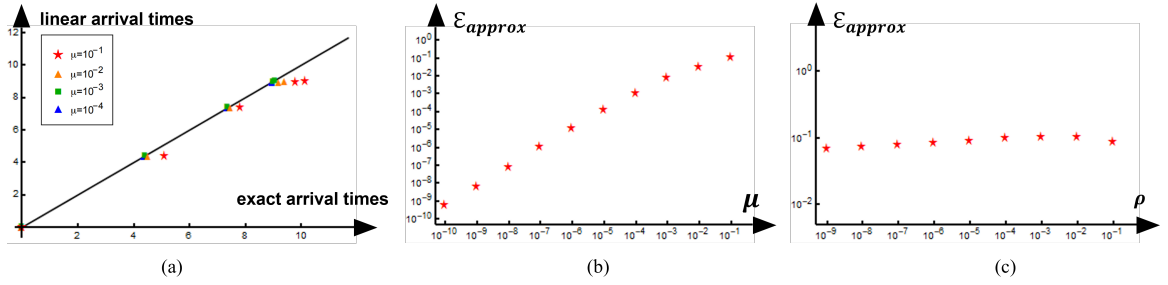 linear arrival times
12
10
8
6
4
2
0
μ=10⁻¹
μ=10⁻²
μ=10⁻³
μ=10⁻⁴
exact arrival times
0 2 4 6 8 10
(a)
ℰapprox
10⁰
10⁻¹
10⁻²
10⁻³
10⁻⁴
10⁻⁵
10⁻⁶
10⁻⁷
10⁻⁸
10⁻⁹
10⁻¹⁰
μ
10⁻¹⁰ 10⁻⁹ 10⁻⁸ 10⁻⁷ 10⁻⁶ 10⁻⁵ 10⁻⁴ 10⁻³ 10⁻² 10⁻¹
(b)
ℰapprox
10⁰
10⁻¹
10⁻²
ρ
10⁻⁹ 10⁻⁸ 10⁻⁷ 10⁻⁶ 10⁻⁵ 10⁻⁴ 10⁻³ 10⁻² 10⁻¹
(c)